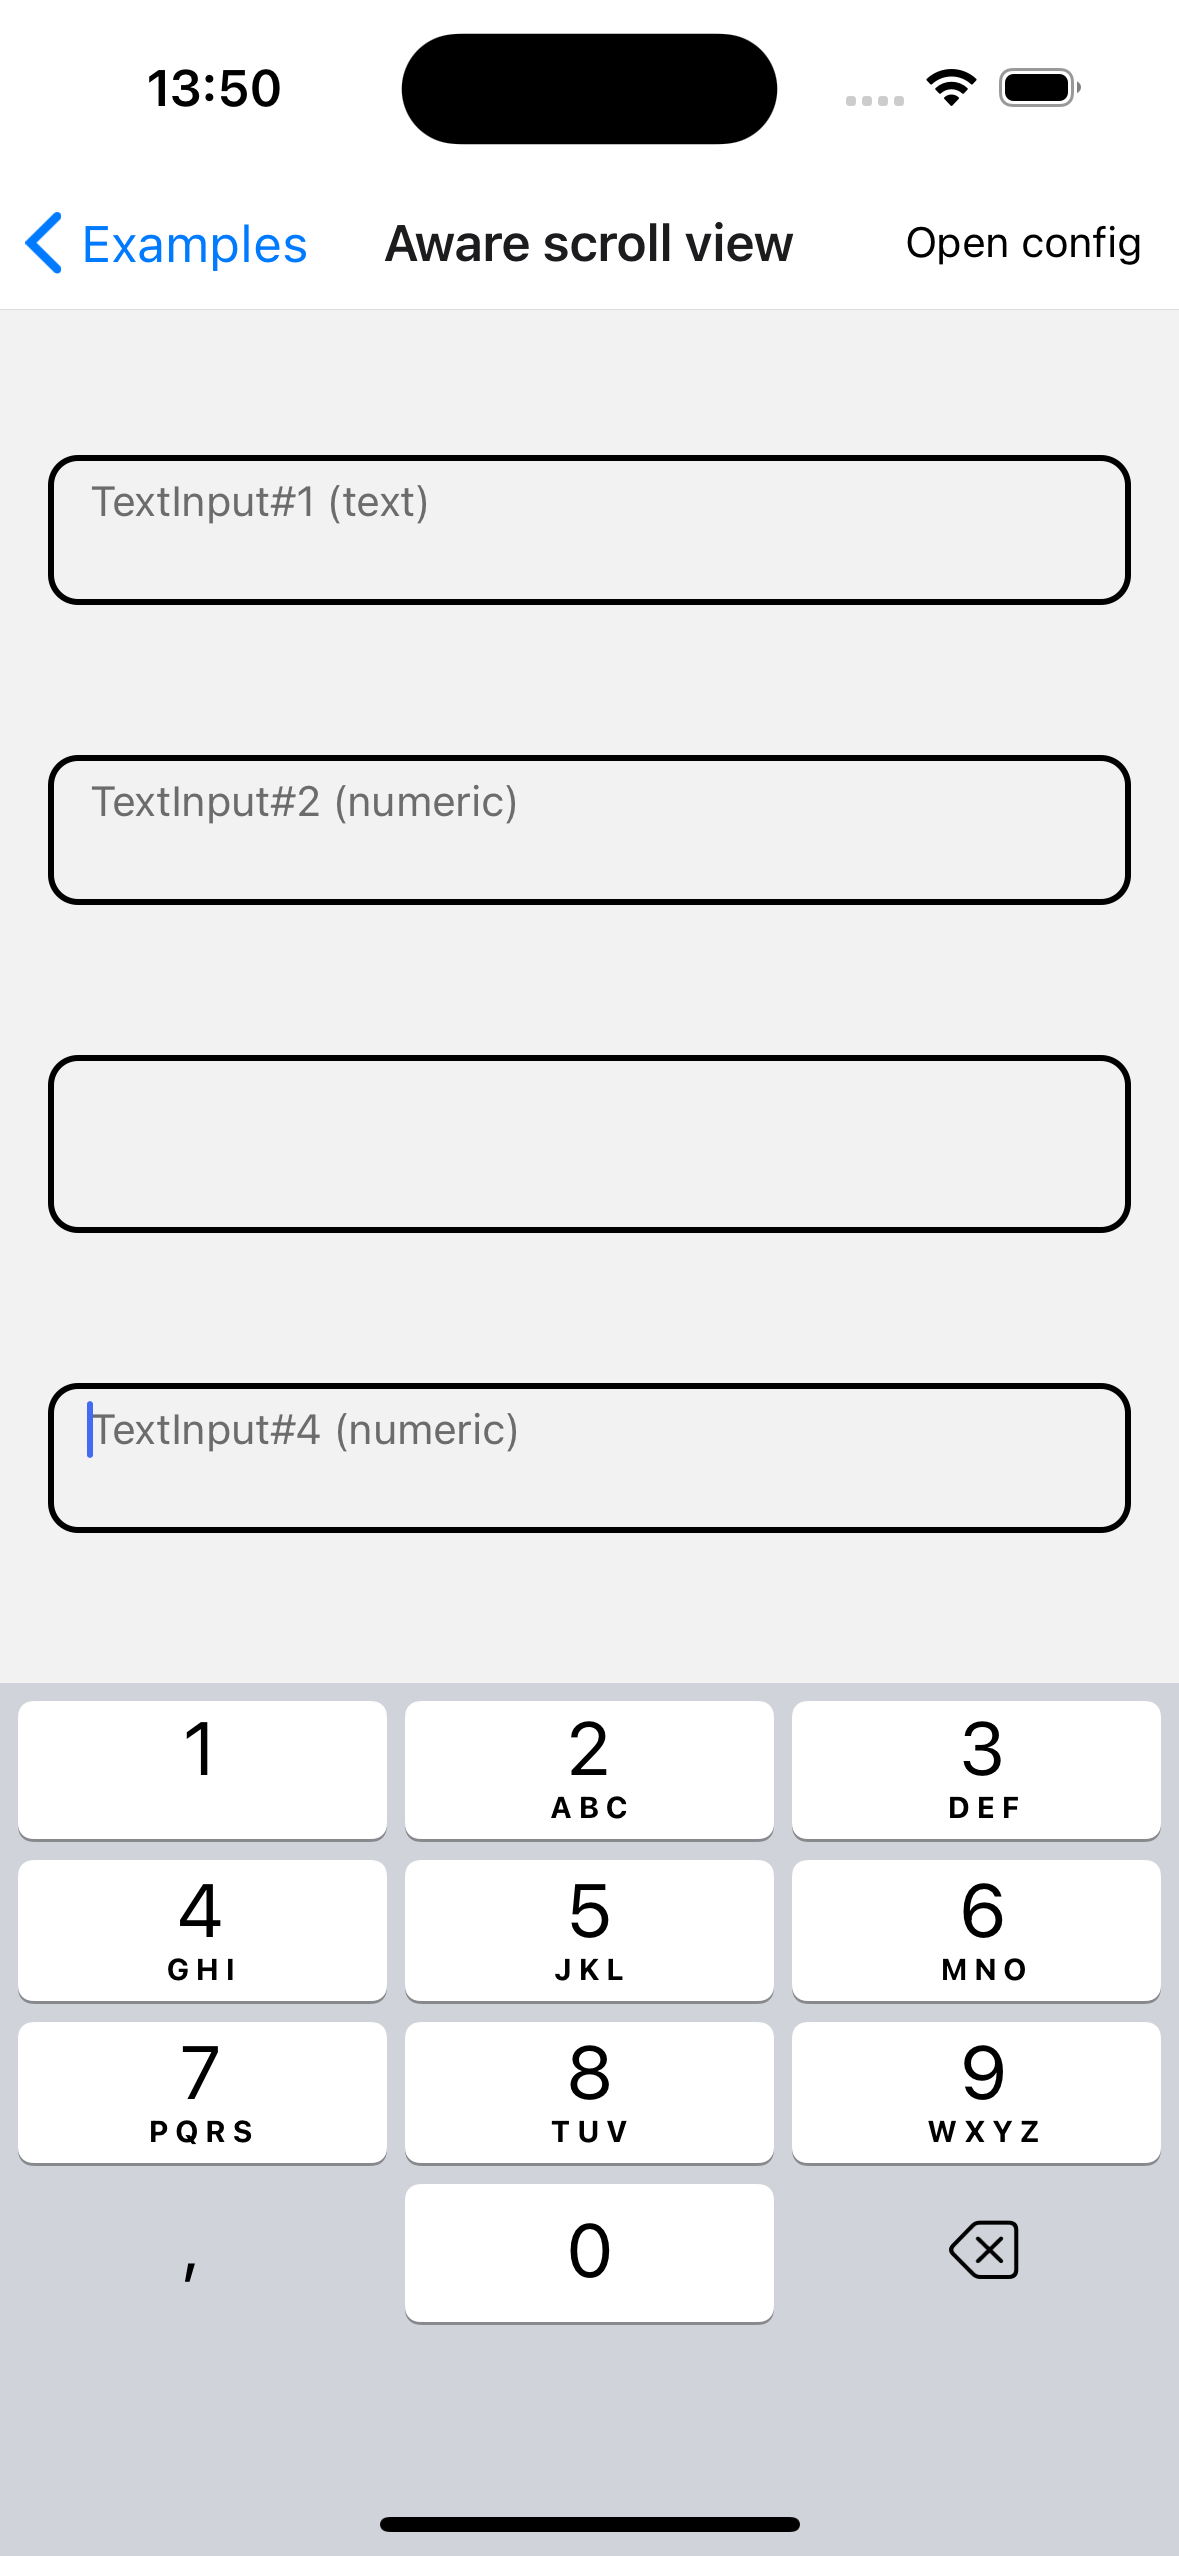 13:50
Examples
Aware scroll view
Open config
TextInput#1 (text)
TextInput#2 (numeric)
TextInput#4 (numeric)
1
2
ABC
3
DEF
4
GHI
5
JKL
6
MNO
7
PQRS
8
TUV
9
WXYZ
,
0